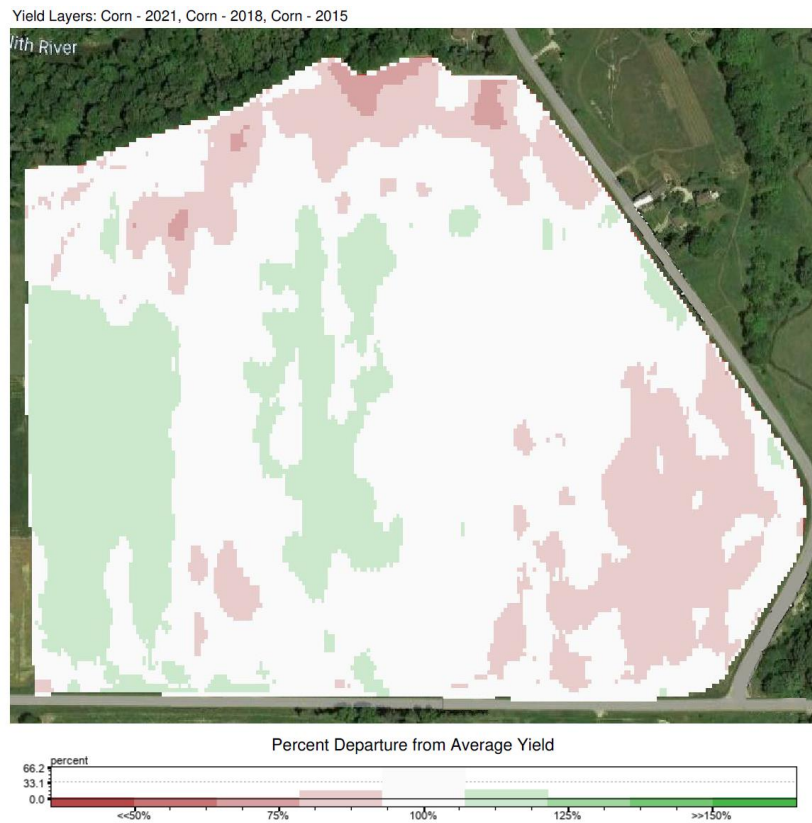 Yield Layers: Corn - 2021, Corn - 2018, Corn - 2015
River
Percent Departure from Average Yield
percent
66.2
33.1
0.0
<<50% 75% 100% 125% >>150%